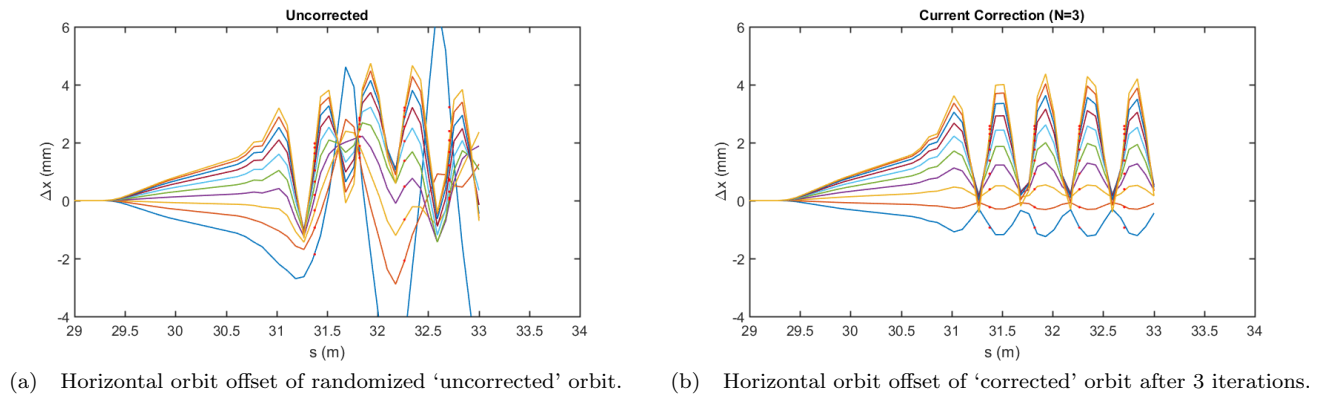 Uncorrected
6
4
2
0
-2
-4
Δx (mm)
29 29.5 30 30.5 31 31.5 32 32.5 33 33.5 34
s (m)
(a) Horizontal orbit offset of randomized ‘uncorrected’ orbit.
Current Correction (N=3)
6
4
2
0
-2
-4
Δx (mm)
29 29.5 30 30.5 31 31.5 32 32.5 33 33.5 34
s (m)
(b) Horizontal orbit offset of ‘corrected’ orbit after 3 iterations.